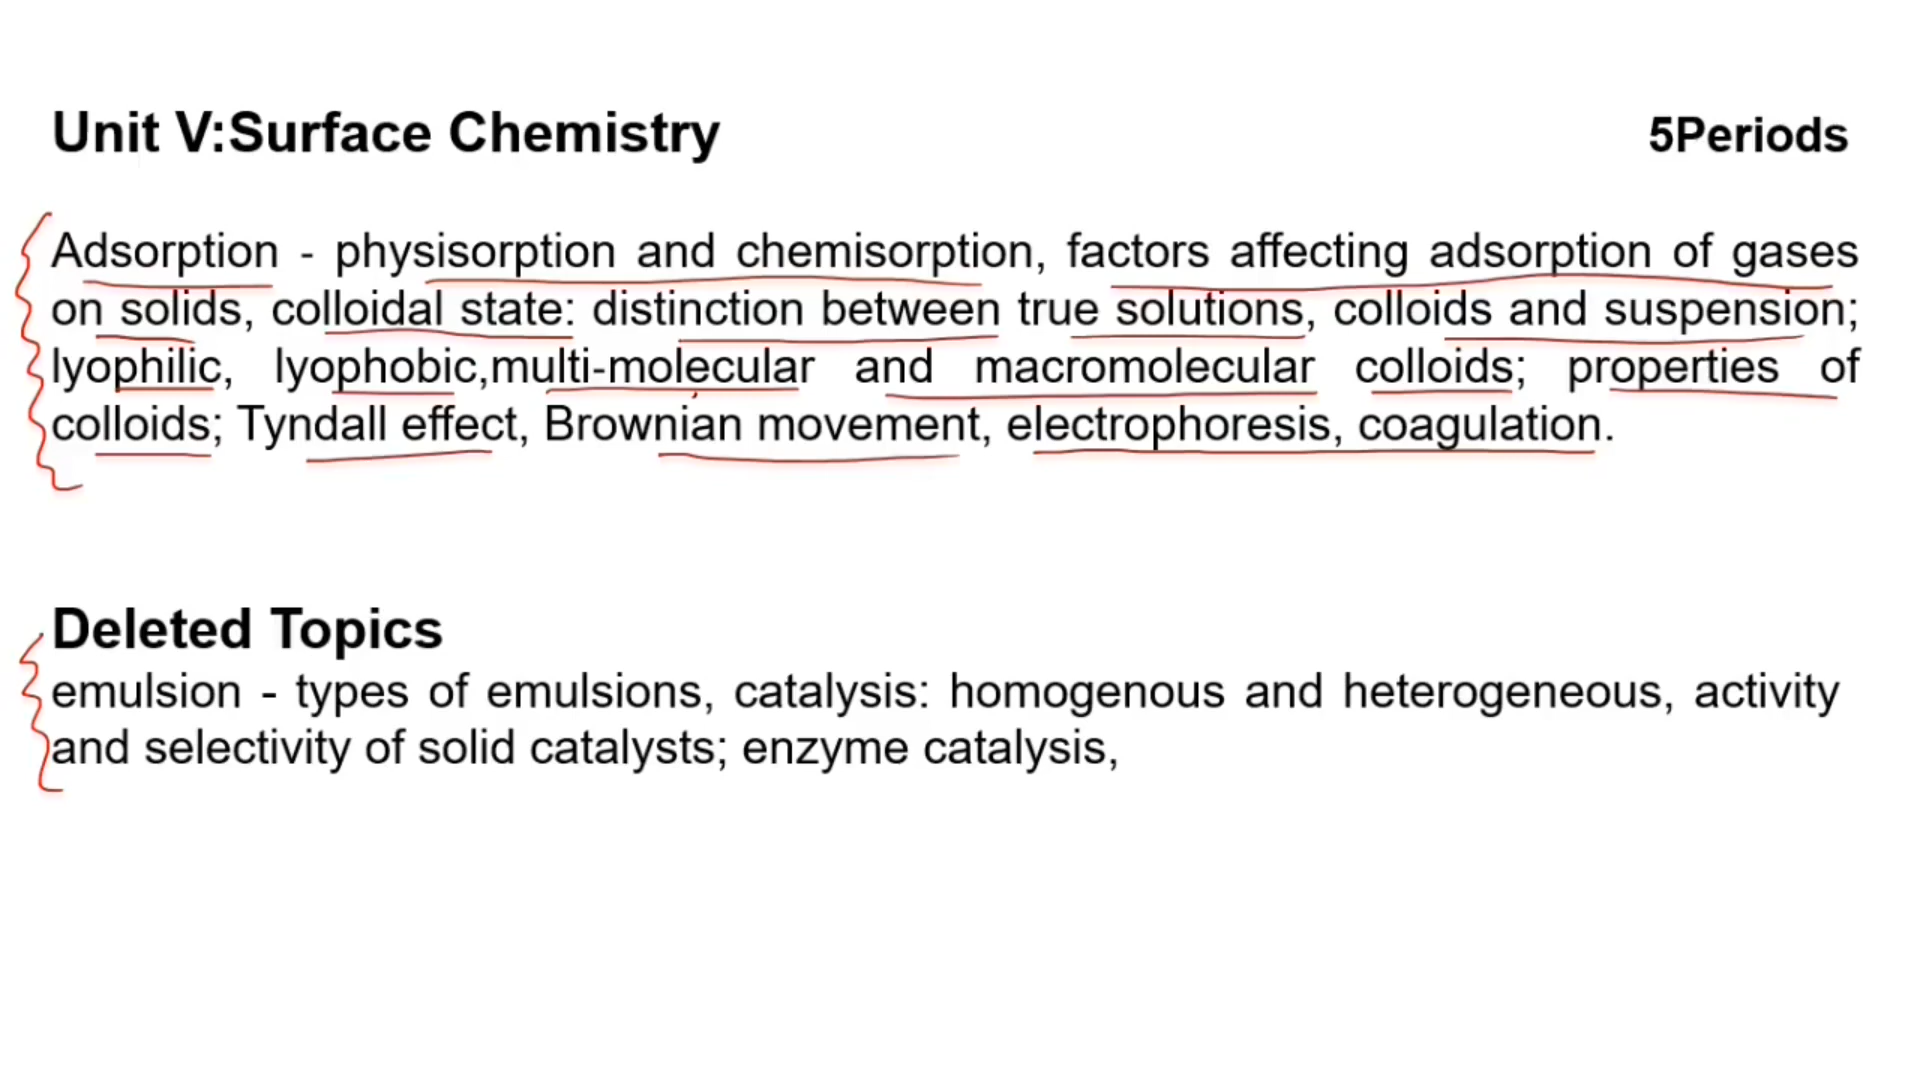 Unit V:Surface Chemistry 5Periods
Adsorption - physisorption and chemisorption, factors affecting adsorption of gases
on solids, colloidal state: distinction between true solutions, colloids and suspension;
lyophilic, lyophobic,multi-molecular and macromolecular colloids; properties of
colloids; Tyndall effect, Brownian movement, electrophoresis, coagulation.
Deleted Topics
emulsion - types of emulsions, catalysis: homogenous and heterogeneous, activity
and selectivity of solid catalysts; enzyme catalysis,